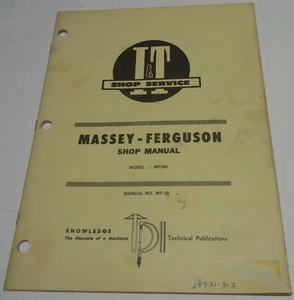 I&T
SHOP SERVICE
MASSEY-FERGUSON
SHOP MANUAL
MODEL
MANUAL NO.
KNOWLEDGE
The Measure of a Mechanic
Technical Publications